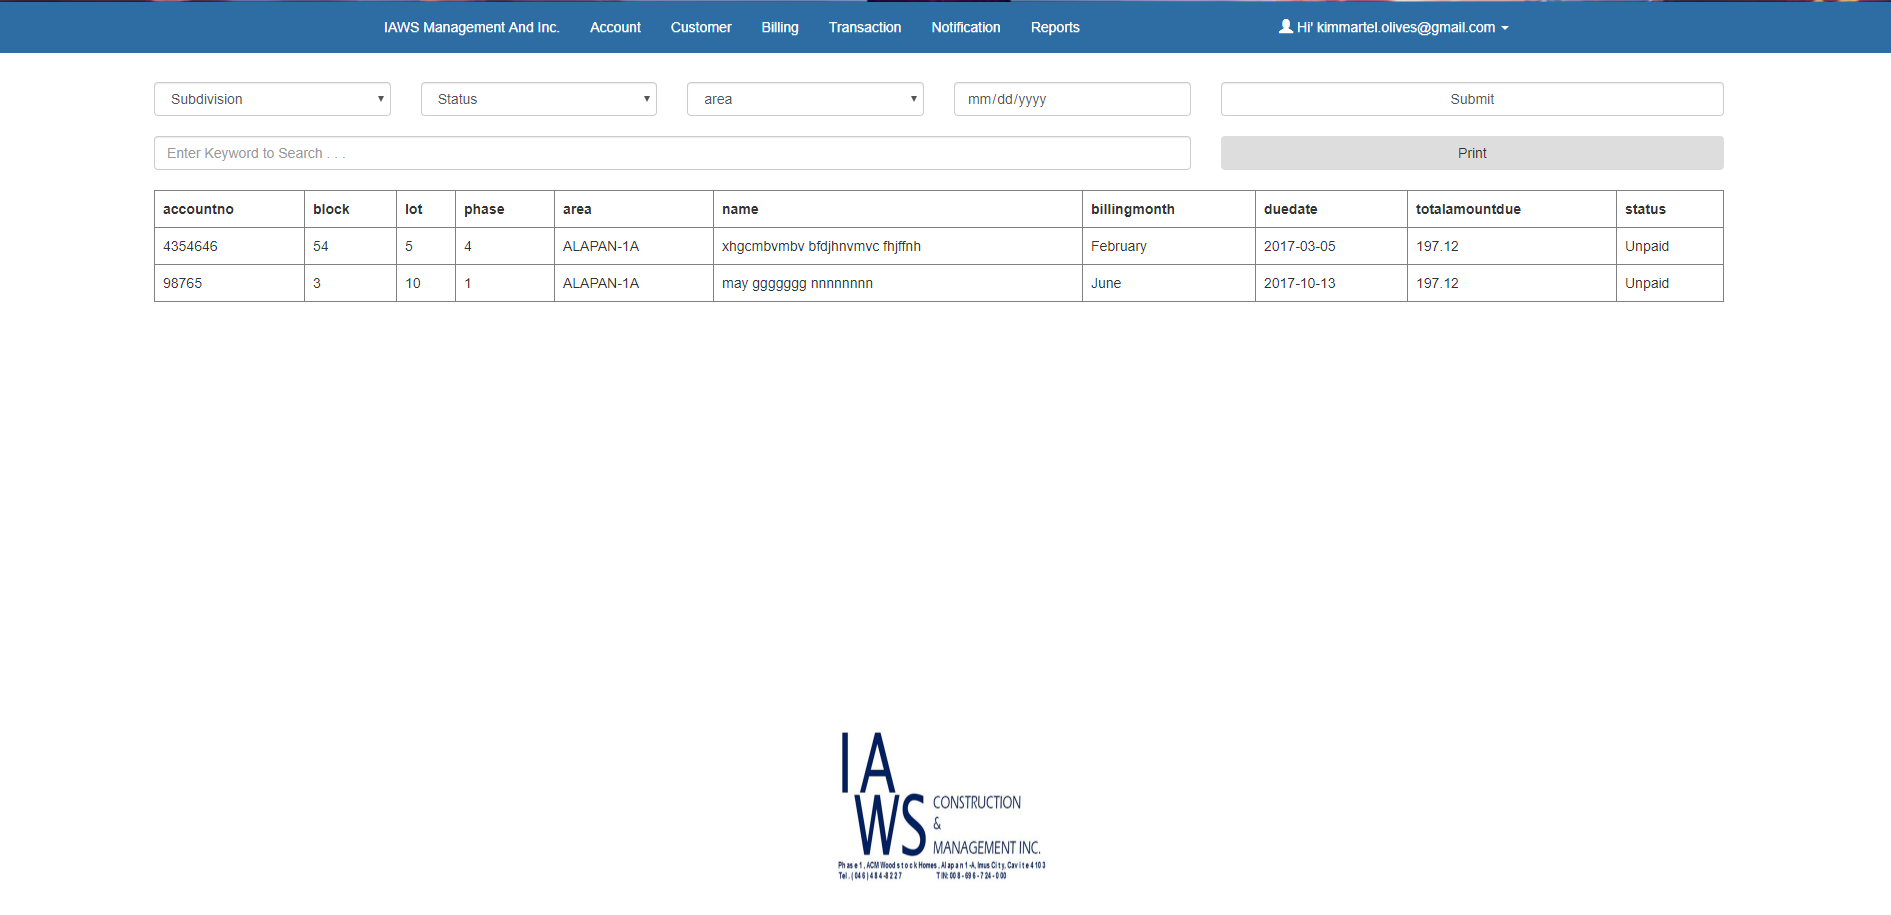 IAWS Management And Inc. Account Customer Billing Transaction Notification Reports Hi' kimmartel.olives@gmail.com
Subdivision Status area mm/dd/yyyy Submit
Enter Keyword to Search . . . Print
accountno block lot phase area name billingmonth duedate totalamountdue status
4354646 54 5 4 ALAPAN-1A xhgcmbvmbv bfdjhnvmvc fhjffnh February 2017-03-05 197.12 Unpaid
98765 3 10 1 ALAPAN-1A may ggggggg nnnnnnnn June 2017-10-13 197.12 Unpaid
IA
WS CONSTRUCTION
&
MANAGEMENT INC.
Phase 1, ACM Woodstock Homes, Alapan 1-A, Imus City, Cavite 4103
Tel. (046) 484-8227 TIN: 008-696-724-000